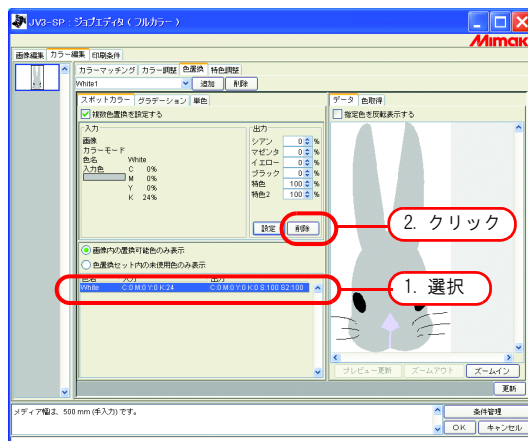 JV3-SP : ジョブエディタ( フルカラー )
Mimaki
画像編集 カラー編集 印刷条件
カラーマッチング カラー調整 色置換 特色調整
White1 追加 削除
スポットカラー グラデーション 単色
データ 色取得
複数色置換を設定する
指定色を反転表示する
入力
画像
カラーモード
色名 White
入力色 C 0%
M 0%
Y 0%
K 24%
出力
シアン 0 %
マゼンタ 0 %
イエロー 0 %
ブラック 0 %
特色 100 %
特色2 100 %
設定 削除
2. クリック
画像内の置換可能色のみ表示
色置換セット内の未使用色のみ表示
色名 入力 出力
White C:0 M:0 Y:0 K:24 C:0 M:0 Y:0 K:0 S:100 S2:100
1. 選択
プレビュー更新 ズームアウト ズームイン
更新
メディア幅は、500 mm (手入力) です。
条件管理
OK キャンセル